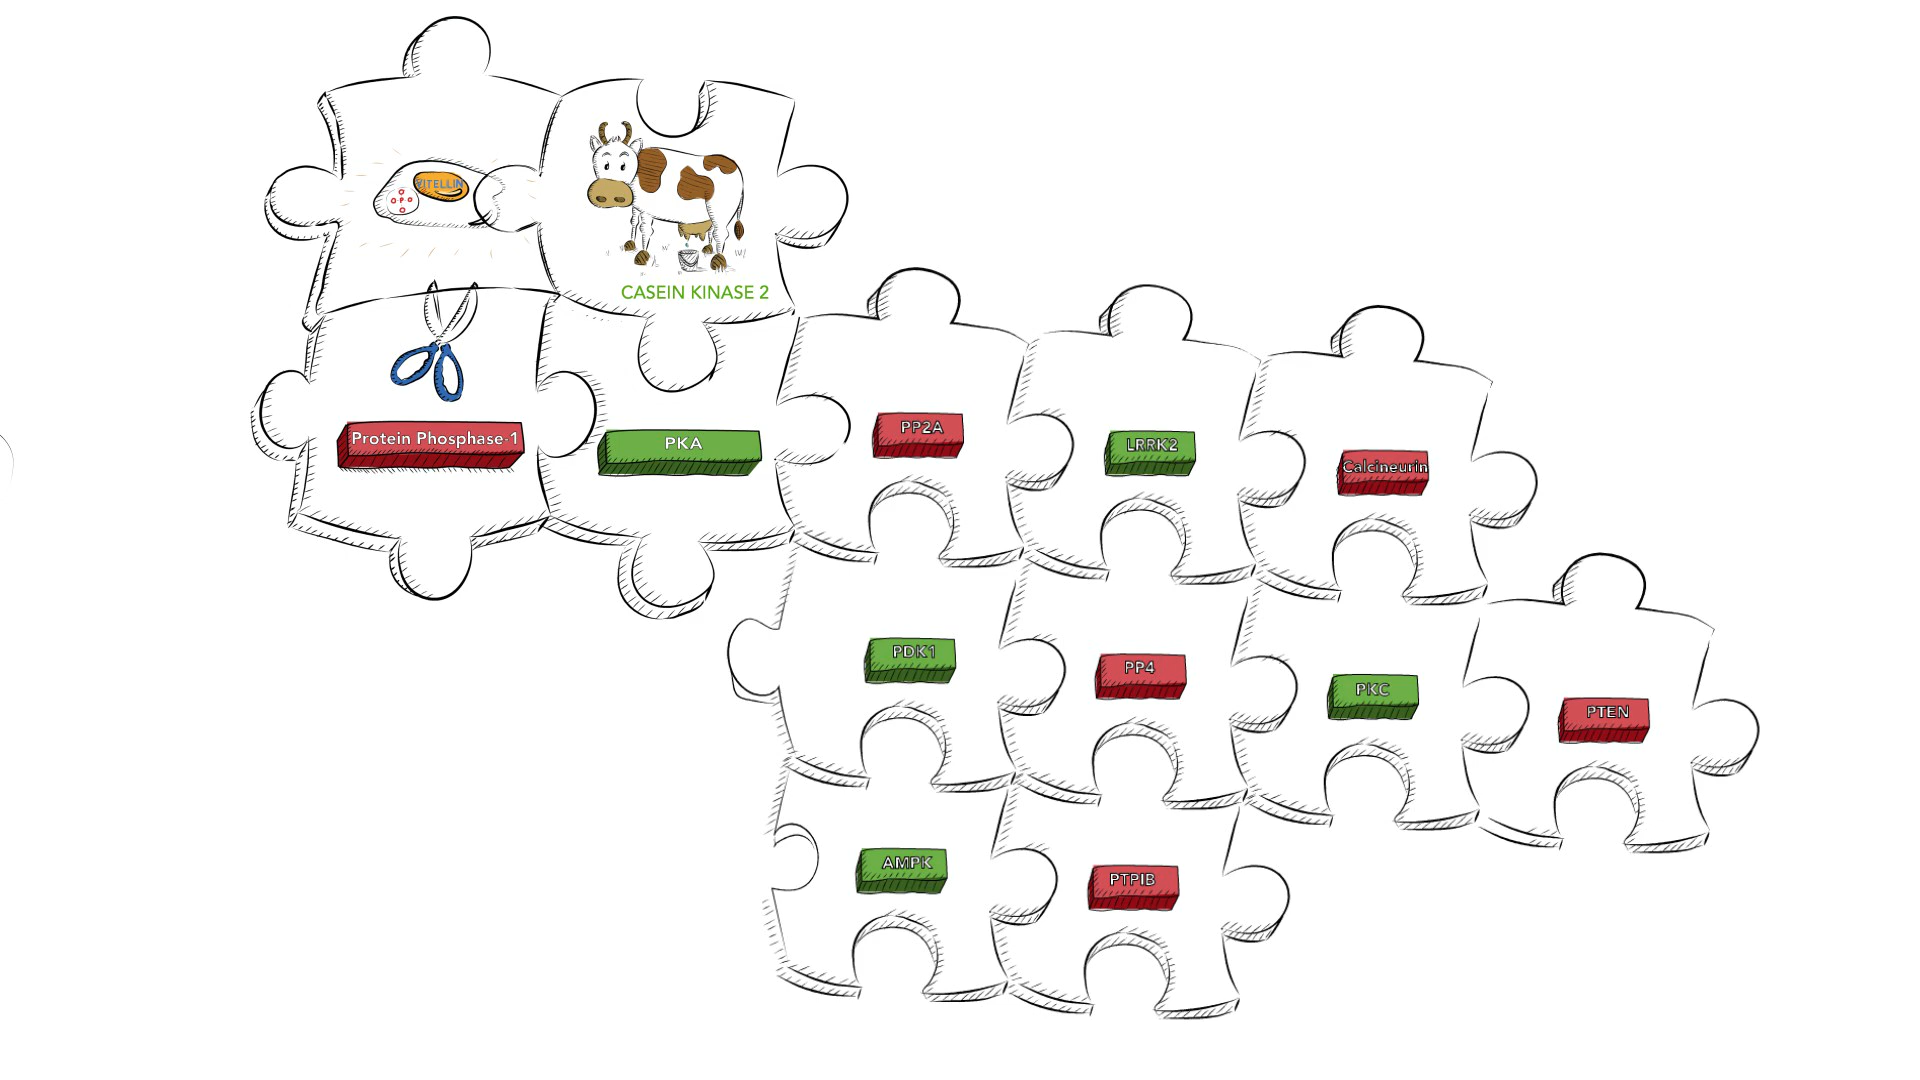 VITELLIN
P
CASEIN KINASE 2
Protein Phosphase-1
PKA
PP2A
LRRK2
Calcineurin
PDK1
PP4
PKC
PTEN
AMPK
PTPIB